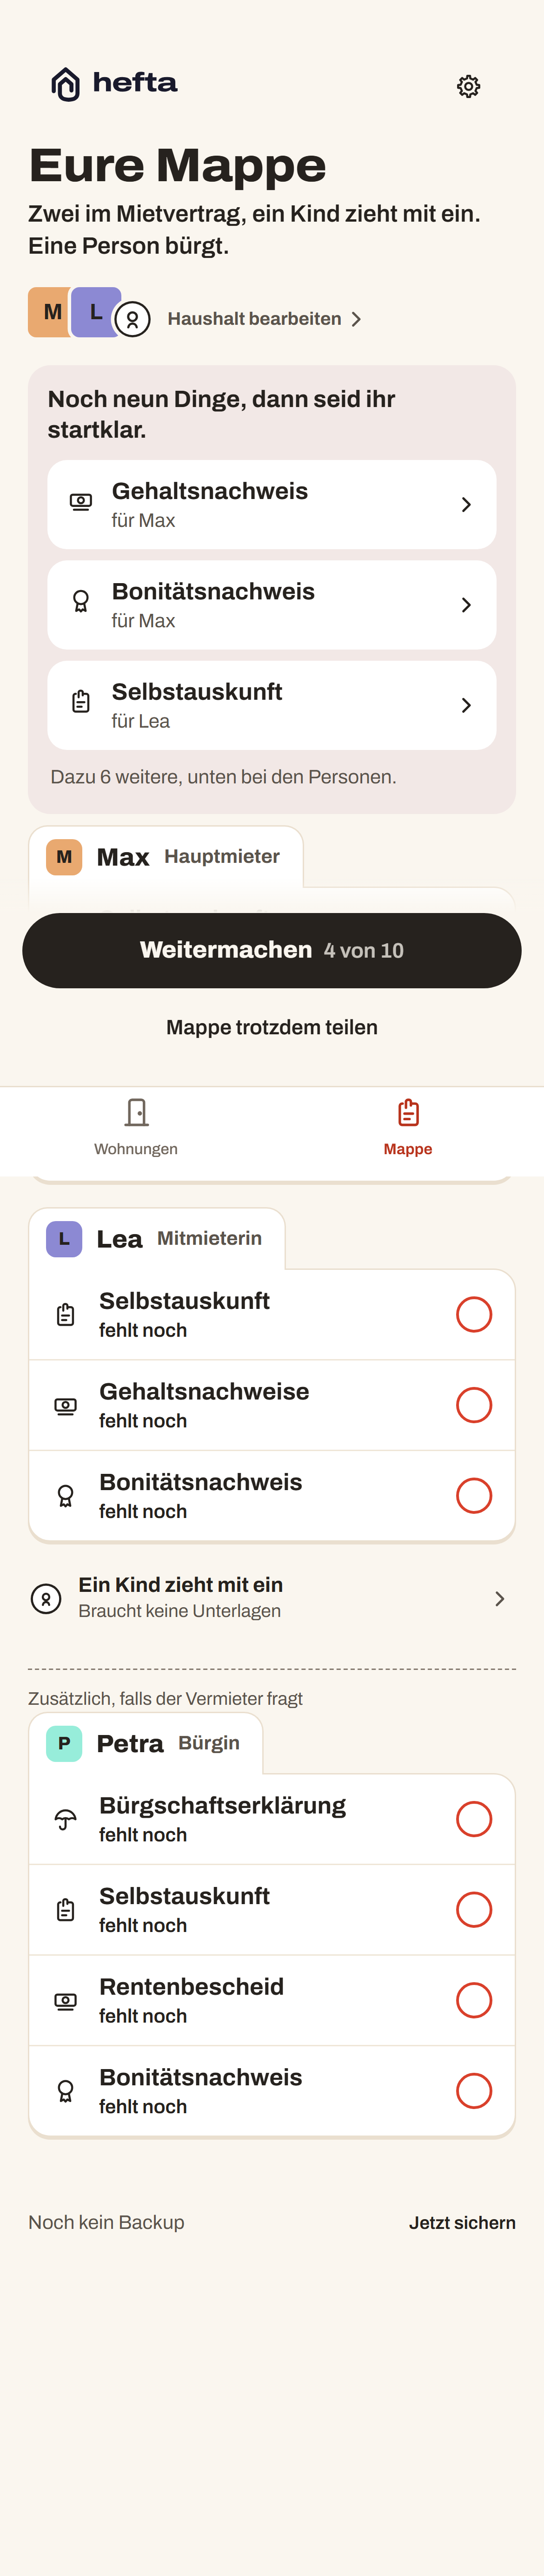 hefta
Eure Mappe
Zwei im Mietvertrag, ein Kind zieht mit ein.
Eine Person bürgt.
M L Haushalt bearbeiten
Noch neun Dinge, dann seid ihr
startklar.
Gehaltsnachweis
für Max
Bonitätsnachweis
für Max
Selbstauskunft
für Lea
Dazu 6 weitere, unten bei den Personen.
M Max Hauptmieter
Weitermachen 4 von 10
Mappe trotzdem teilen
Wohnungen Mappe
L Lea Mitmieterin
Selbstauskunft
fehlt noch
Gehaltsnachweise
fehlt noch
Bonitätsnachweis
fehlt noch
Ein Kind zieht mit ein
Braucht keine Unterlagen
Zusätzlich, falls der Vermieter fragt
P Petra Bürgin
Bürgschaftserklärung
fehlt noch
Selbstauskunft
fehlt noch
Rentenbescheid
fehlt noch
Bonitätsnachweis
fehlt noch
Noch kein Backup Jetzt sichern